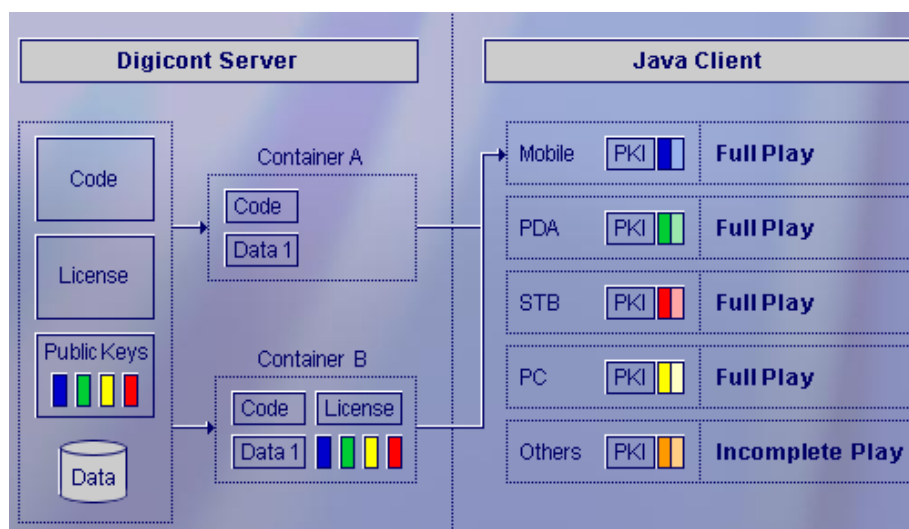 Digicont Server
Java Client
Code
License
Public Keys
Data
Container A
Code
Data 1
Container B
Code License
Data 1
Mobile PKI Full Play
PDA PKI Full Play
STB PKI Full Play
PC PKI Full Play
Others PKI Incomplete Play